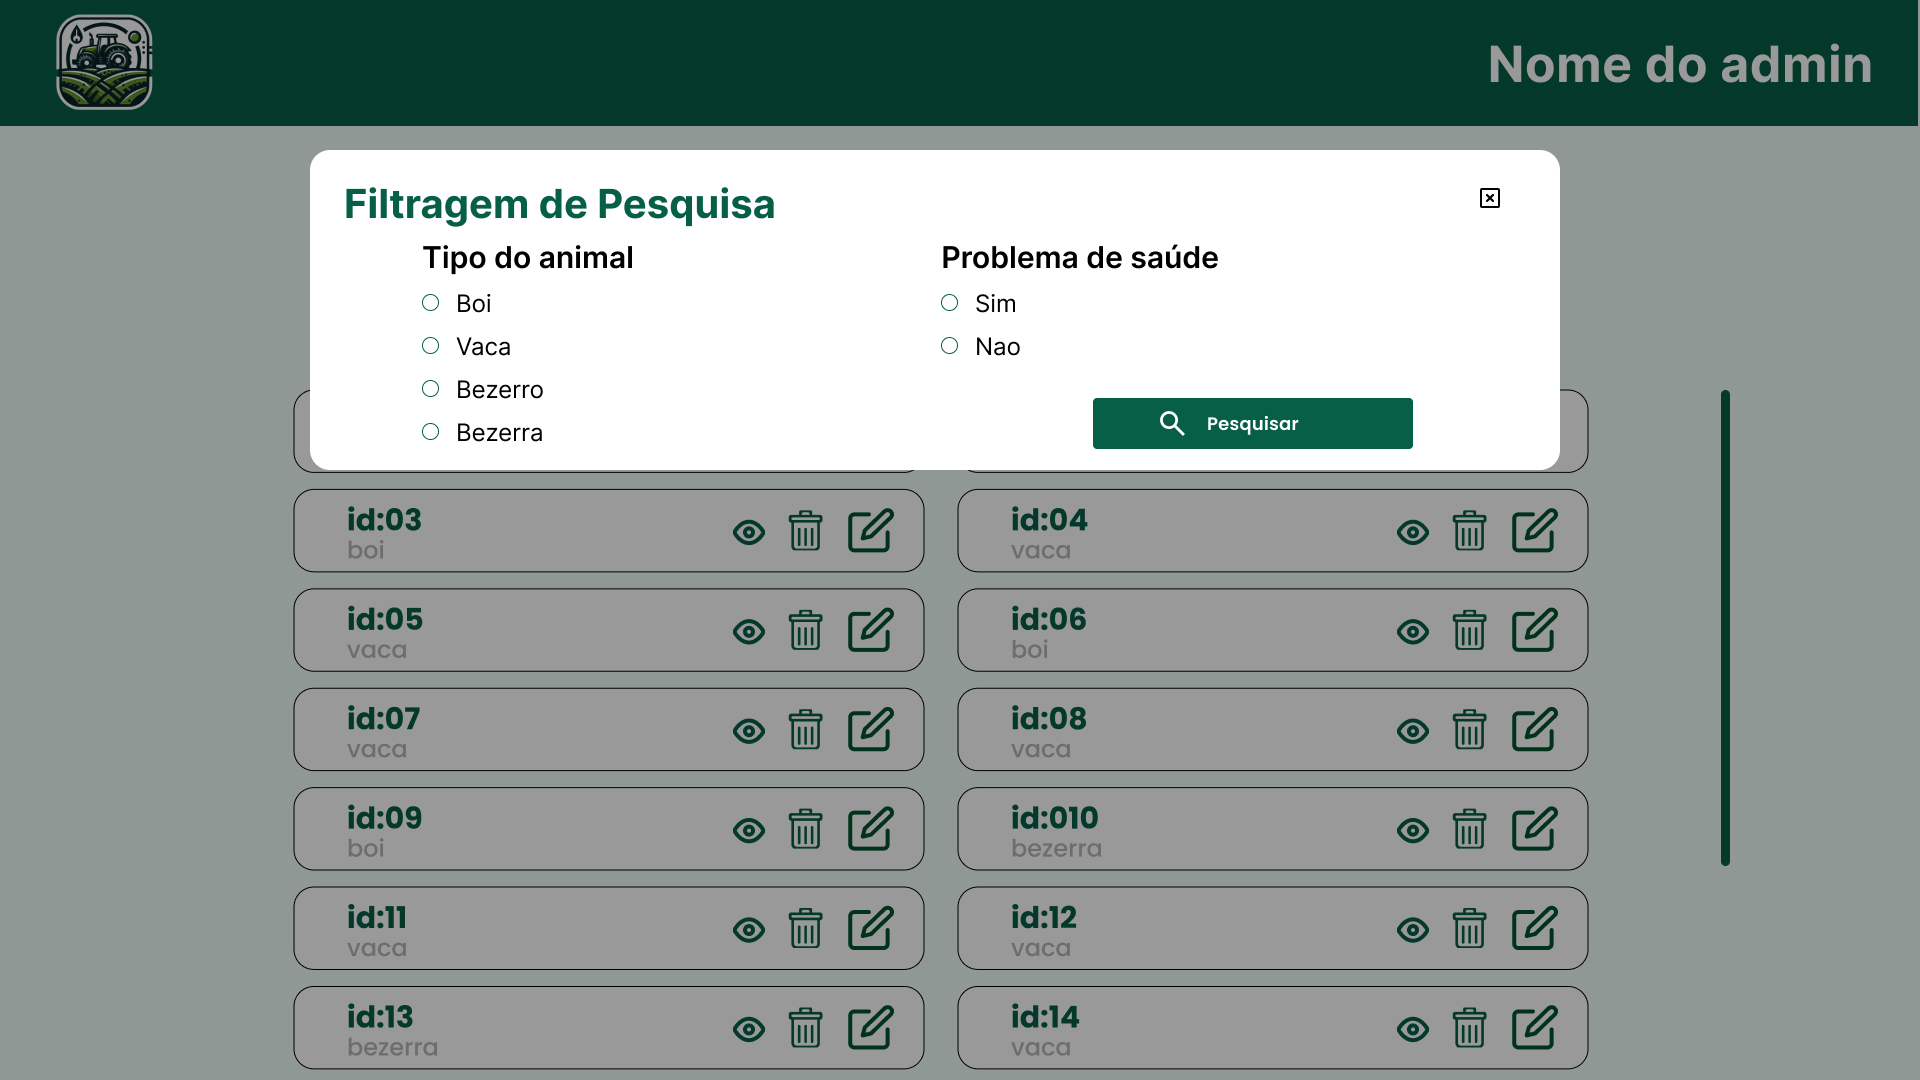 Nome do admin
Filtragem de Pesquisa
Tipo do animal
Boi
Vaca
Bezerro
Bezerra
Problema de saúde
Sim
Nao
Pesquisar
id:03
boi
id:04
vaca
id:05
vaca
id:06
boi
id:07
vaca
id:08
vaca
id:09
boi
id:010
bezerra
id:11
vaca
id:12
vaca
id:13
bezerra
id:14
vaca